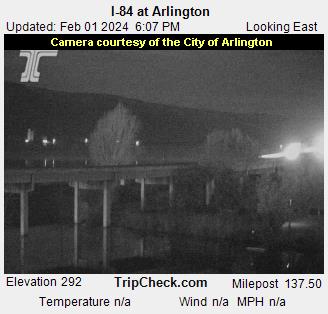 I-84 at Arlington
Updated: Feb 01 2024 6:07 PM Looking East
Camera courtesy of the City of Arlington
Elevation 292 TripCheck.com Milepost 137.50
Temperature n/a Wind n/a MPH n/a